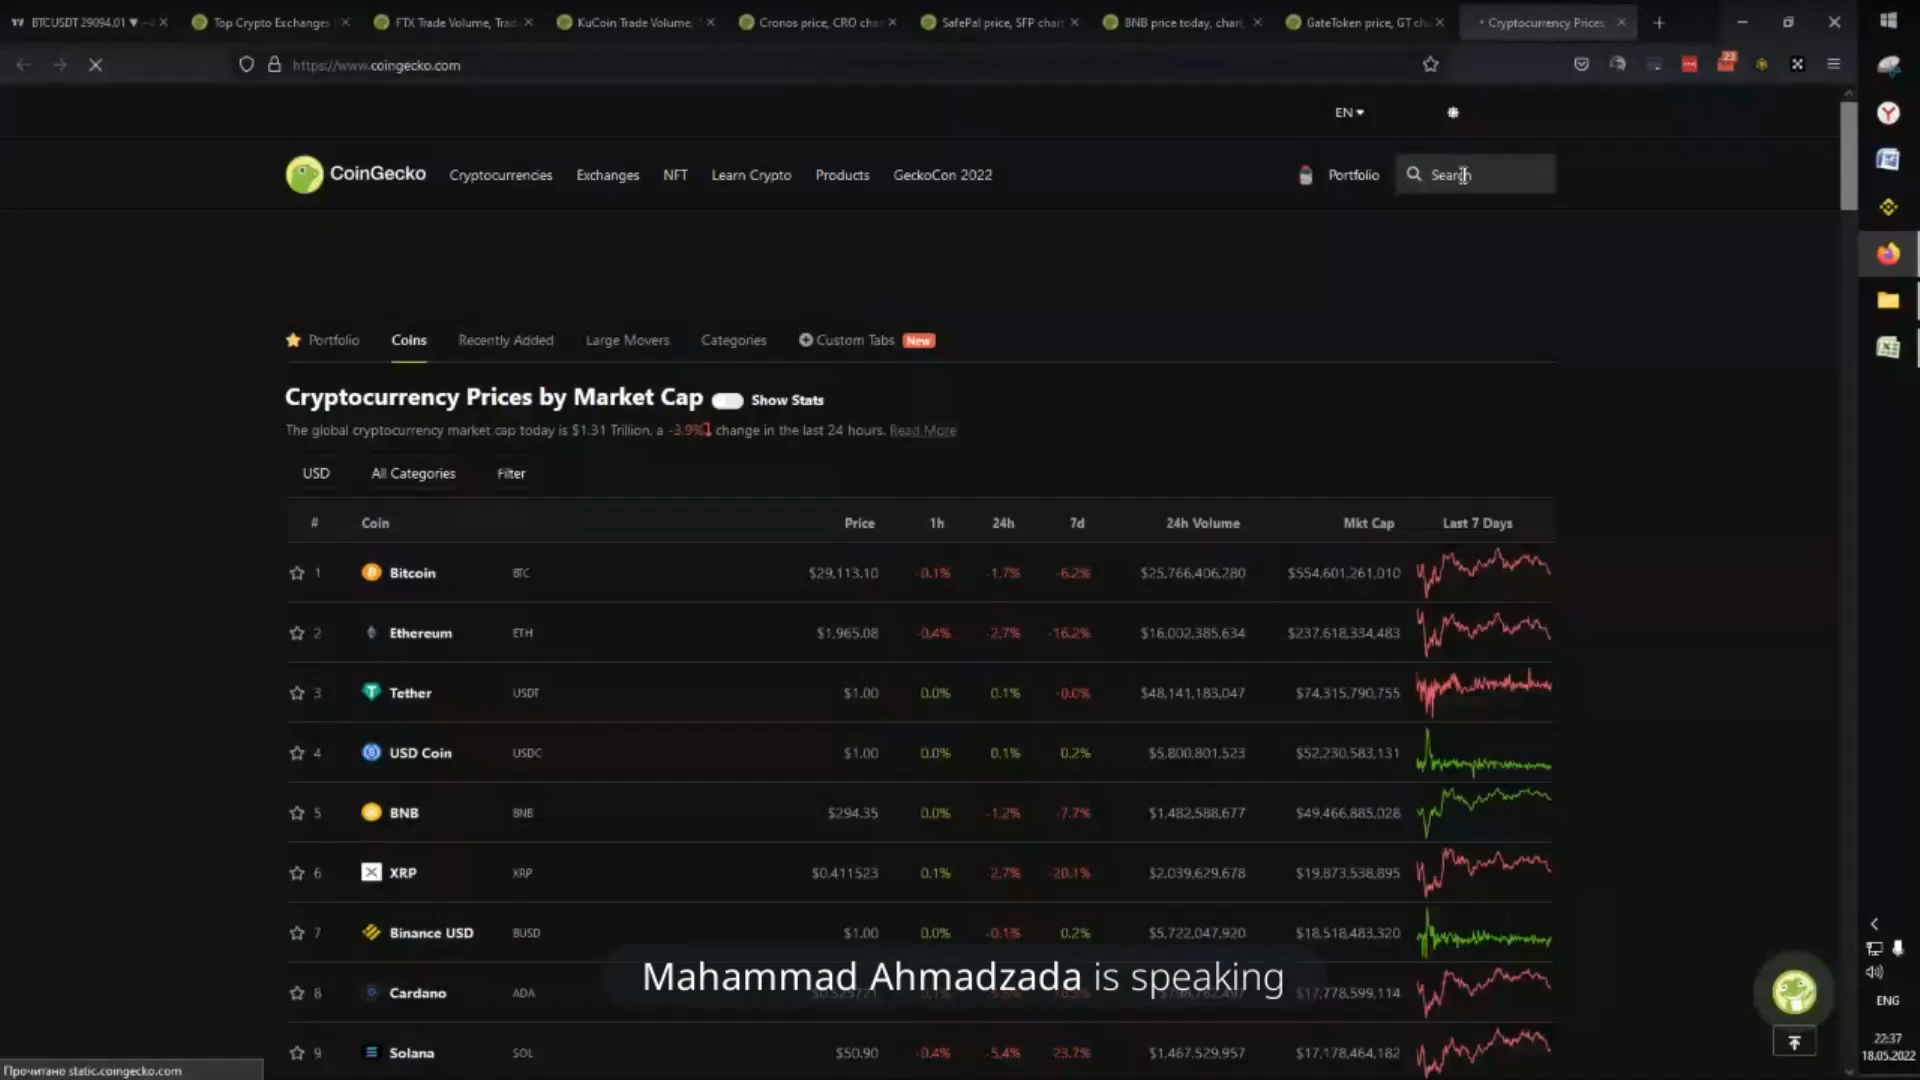 BTCUSDT 29094.01 ▼
Top Crypto Exchanges
FTX Trade Volume, Trad
KuCoin Trade Volume,
Cronos price, CRO char
SafePal price, SFP char
BNB price today, char
GateToken price, GT ch
Cryptocurrency Prices
https://www.coingecko.com
23
EN
CoinGecko
Cryptocurrencies
Exchanges
NFT
Learn Crypto
Products
GeckoCon 2022
Portfolio
Search
Portfolio
Coins
Recently Added
Large Movers
Categories
Custom Tabs
New
Cryptocurrency Prices by Market Cap
Show Stats
The global cryptocurrency market cap today is $1.31 Trillion, a -3.9% change in the last 24 hours. Read More
USD
All Categories
Filter
# Coin Price 1h 24h 7d 24h Volume Mkt Cap Last 7 Days
1 Bitcoin BTC $29,113.10 -0.1% -1.7% -6.2% $25,766,406,280 $554,601,261,010
2 Ethereum ETH $1,965.08 -0.4% -2.7% -16.2% $16,002,385,634 $237,618,334,483
3 Tether USDT $1.00 0.0% 0.1% -0.0% $48,141,183,047 $74,315,790,755
4 USD Coin USDC $1.00 0.0% 0.1% 0.2% $5,800,801,523 $52,230,583,131
5 BNB BNB $294.35 0.0% -1.2% -7.7% $1,482,588,677 $49,466,885,028
6 XRP XRP $0.411523 0.1% -2.7% -20.1% $2,039,629,678 $19,873,538,895
7 Binance USD BUSD $1.00 0.0% -0.1% 0.2% $5,722,047,920 $18,518,483,320
8 Cardano ADA $17,778,599,114
Mahammad Ahmadzada is speaking
9 Solana SOL $50.90 -0.4% -5.4% -23.7% $1,467,529,957 $17,178,464,182
Прочитано static.coingecko.com
ENG
22:37
18.05.2022